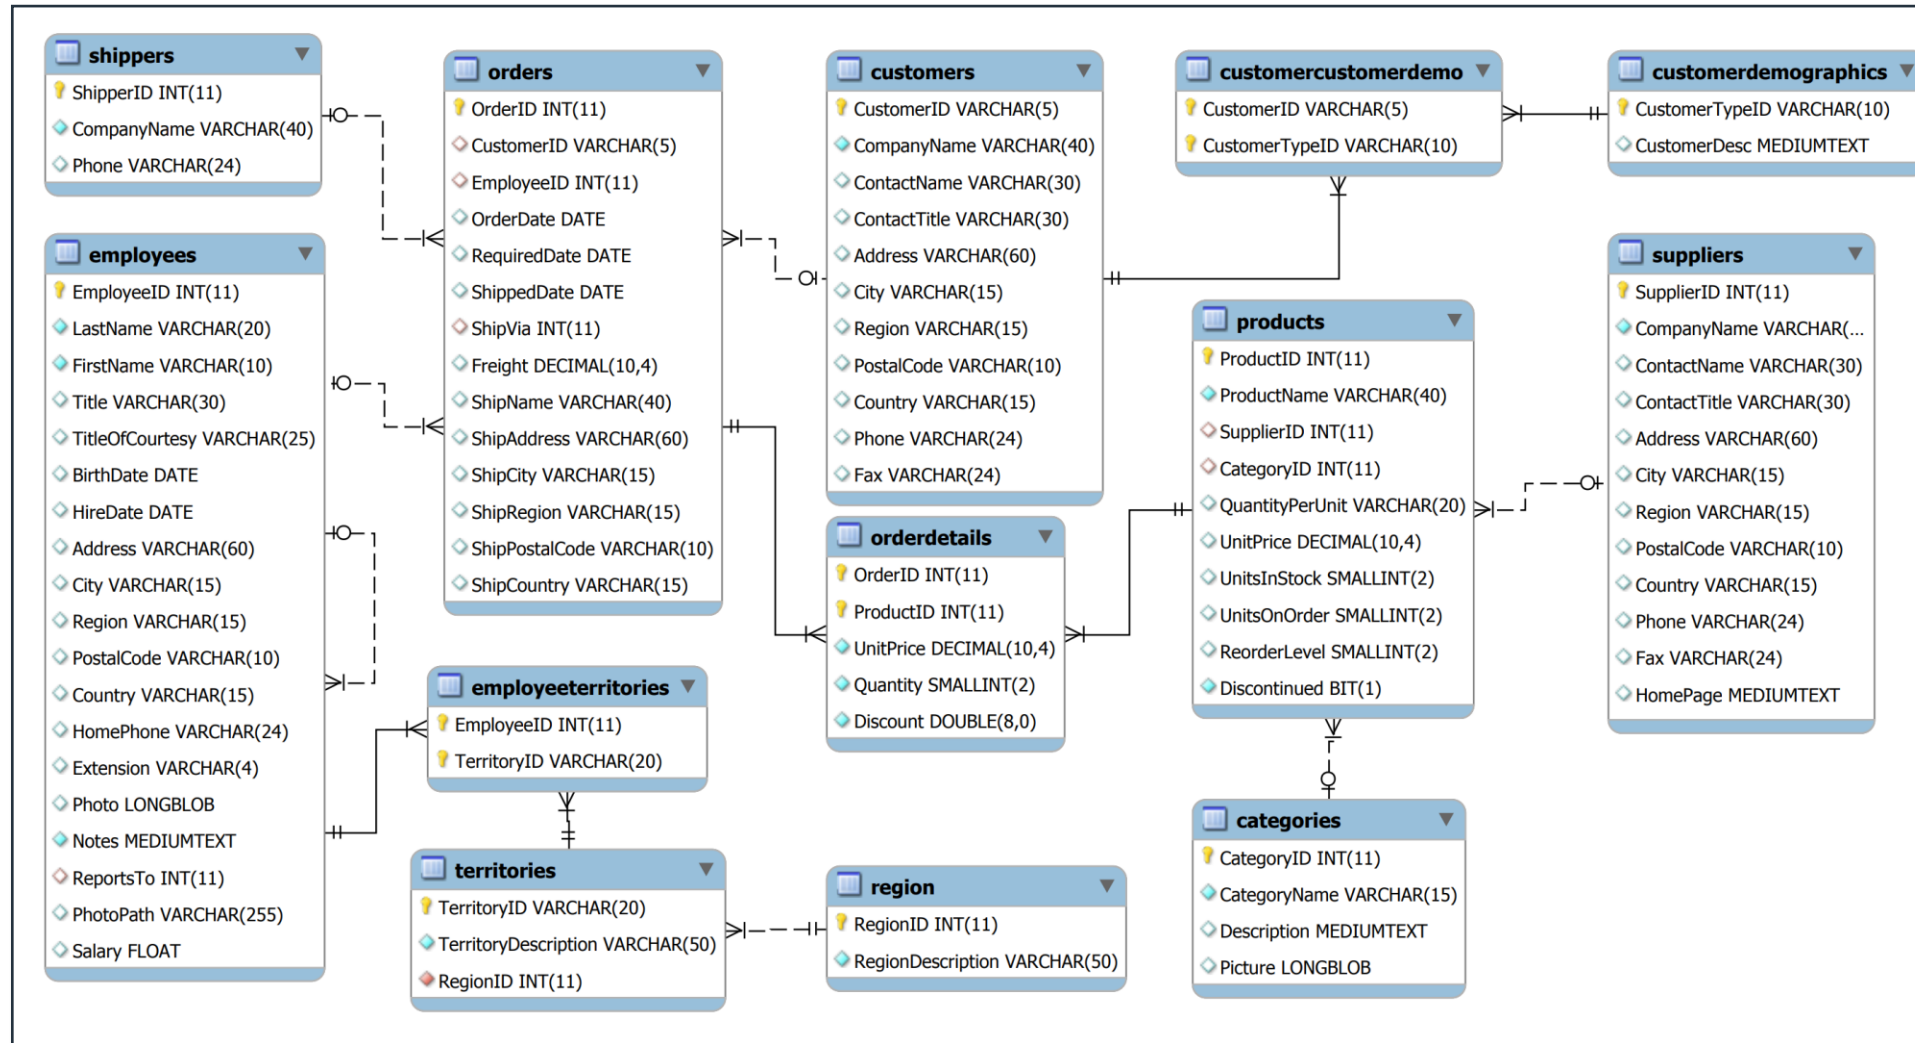 shippers
ShipperID INT(11)
CompanyName VARCHAR(40)
Phone VARCHAR(24)
employees
EmployeeID INT(11)
LastName VARCHAR(20)
FirstName VARCHAR(10)
Title VARCHAR(30)
TitleOfCourtesy VARCHAR(25)
BirthDate DATE
HireDate DATE
Address VARCHAR(60)
City VARCHAR(15)
Region VARCHAR(15)
PostalCode VARCHAR(10)
Country VARCHAR(15)
HomePhone VARCHAR(24)
Extension VARCHAR(4)
Photo LONGBLOB
Notes MEDIUMTEXT
ReportsTo INT(11)
PhotoPath VARCHAR(255)
Salary FLOAT
orders
OrderID INT(11)
CustomerID VARCHAR(5)
EmployeeID INT(11)
OrderDate DATE
RequiredDate DATE
ShippedDate DATE
ShipVia INT(11)
Freight DECIMAL(10,4)
ShipName VARCHAR(40)
ShipAddress VARCHAR(60)
ShipCity VARCHAR(15)
ShipRegion VARCHAR(15)
ShipPostalCode VARCHAR(10)
ShipCountry VARCHAR(15)
employeeterritories
EmployeeID INT(11)
TerritoryID VARCHAR(20)
territories
TerritoryID VARCHAR(20)
TerritoryDescription VARCHAR(50)
RegionID INT(11)
customers
CustomerID VARCHAR(5)
CompanyName VARCHAR(40)
ContactName VARCHAR(30)
ContactTitle VARCHAR(30)
Address VARCHAR(60)
City VARCHAR(15)
Region VARCHAR(15)
PostalCode VARCHAR(10)
Country VARCHAR(15)
Phone VARCHAR(24)
Fax VARCHAR(24)
orderdetails
OrderID INT(11)
ProductID INT(11)
UnitPrice DECIMAL(10,4)
Quantity SMALLINT(2)
Discount DOUBLE(8,0)
region
RegionID INT(11)
RegionDescription VARCHAR(50)
customercustomerdemo
CustomerID VARCHAR(5)
CustomerTypeID VARCHAR(10)
products
ProductID INT(11)
ProductName VARCHAR(40)
SupplierID INT(11)
CategoryID INT(11)
QuantityPerUnit VARCHAR(20)
UnitPrice DECIMAL(10,4)
UnitsInStock SMALLINT(2)
UnitsOnOrder SMALLINT(2)
ReorderLevel SMALLINT(2)
Discontinued BIT(1)
categories
CategoryID INT(11)
CategoryName VARCHAR(15)
Description MEDIUMTEXT
Picture LONGBLOB
customerdemographics
CustomerTypeID VARCHAR(10)
CustomerDesc MEDIUMTEXT
suppliers
SupplierID INT(11)
CompanyName VARCHAR(...
ContactName VARCHAR(30)
ContactTitle VARCHAR(30)
Address VARCHAR(60)
City VARCHAR(15)
Region VARCHAR(15)
PostalCode VARCHAR(10)
Country VARCHAR(15)
Phone VARCHAR(24)
Fax VARCHAR(24)
HomePage MEDIUMTEXT